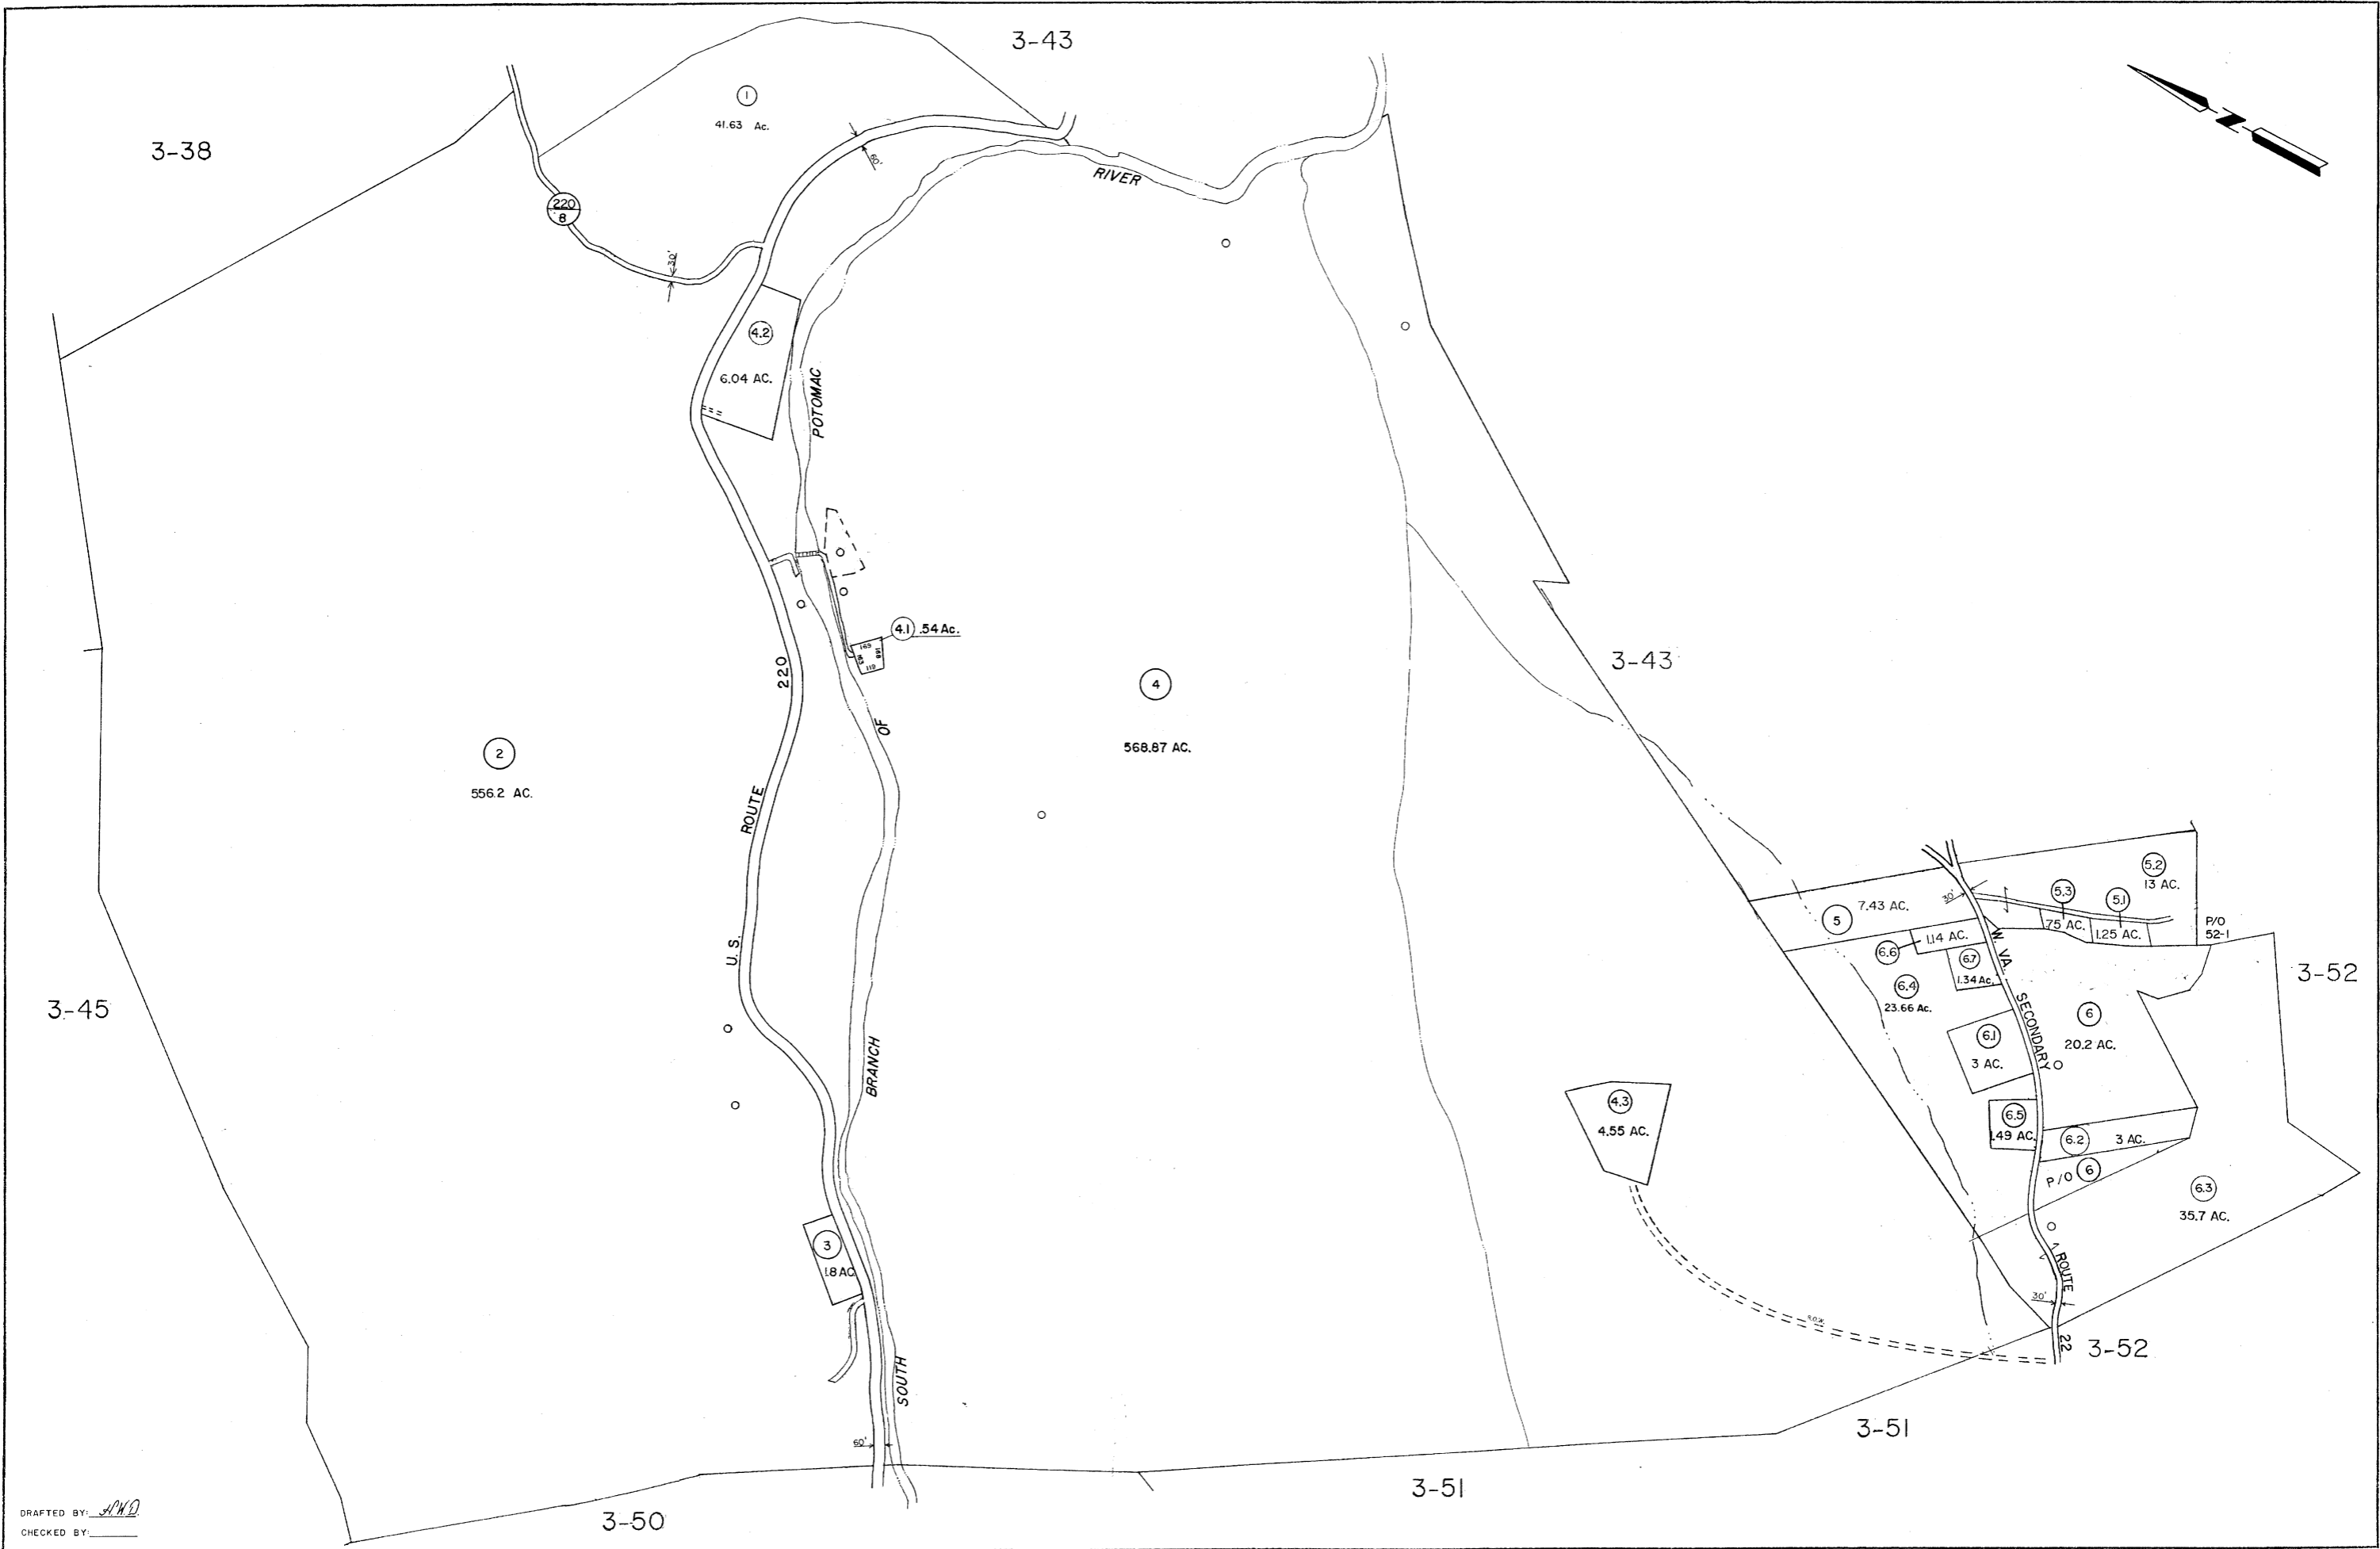 3-43
3-38
1
41.63 Ac.
60'
RIVER
220
8
30'
N
4.2
6.04 AC.
POTOMAC
4.1 .54 Ac.
169
168
163
119
220
OF
4
568.87 AC.
2
556.2 AC.
ROUTE
U. S.
3-43
3-45
BRANCH
3
1.8 AC.
SOUTH
60'
5.2
13 AC.
5.3
.75 AC.
5.1
1.25 AC.
P/O
52-1
30'
5
7.43 AC.
6.6
1.14 AC.
6.7
1.34 Ac.
6.4
23.66 Ac.
W. VA. SECONDARY ROUTE 22
3-52
6
20.2 AC.
6.1
3 AC.
4.3
4.55 AC.
6.5
1.49 AC.
6.2
3 AC.
P/O 6
6.3
35.7 AC.
30'
R.O.W.
3-52
3-51
3-51
3-50
DRAFTED BY: H.W.D.
CHECKED BY: